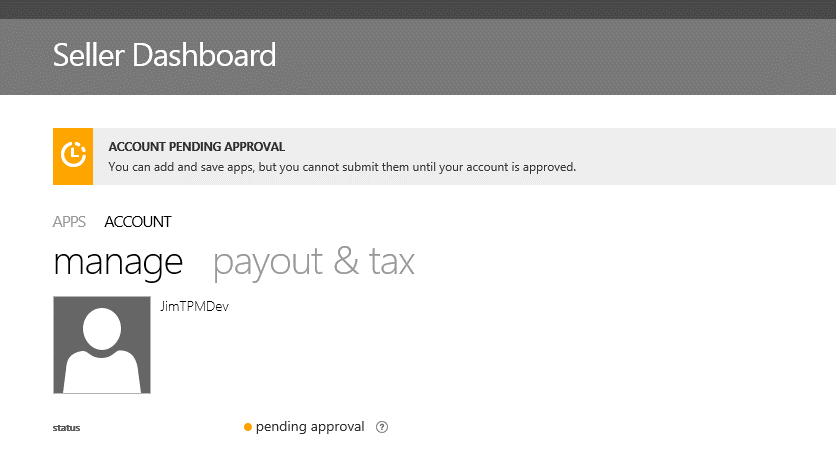 Seller Dashboard
ACCOUNT PENDING APPROVAL
You can add and save apps, but you cannot submit them until your account is approved.
APPS ACCOUNT
manage payout & tax
JimTPMDev
status pending approval ?